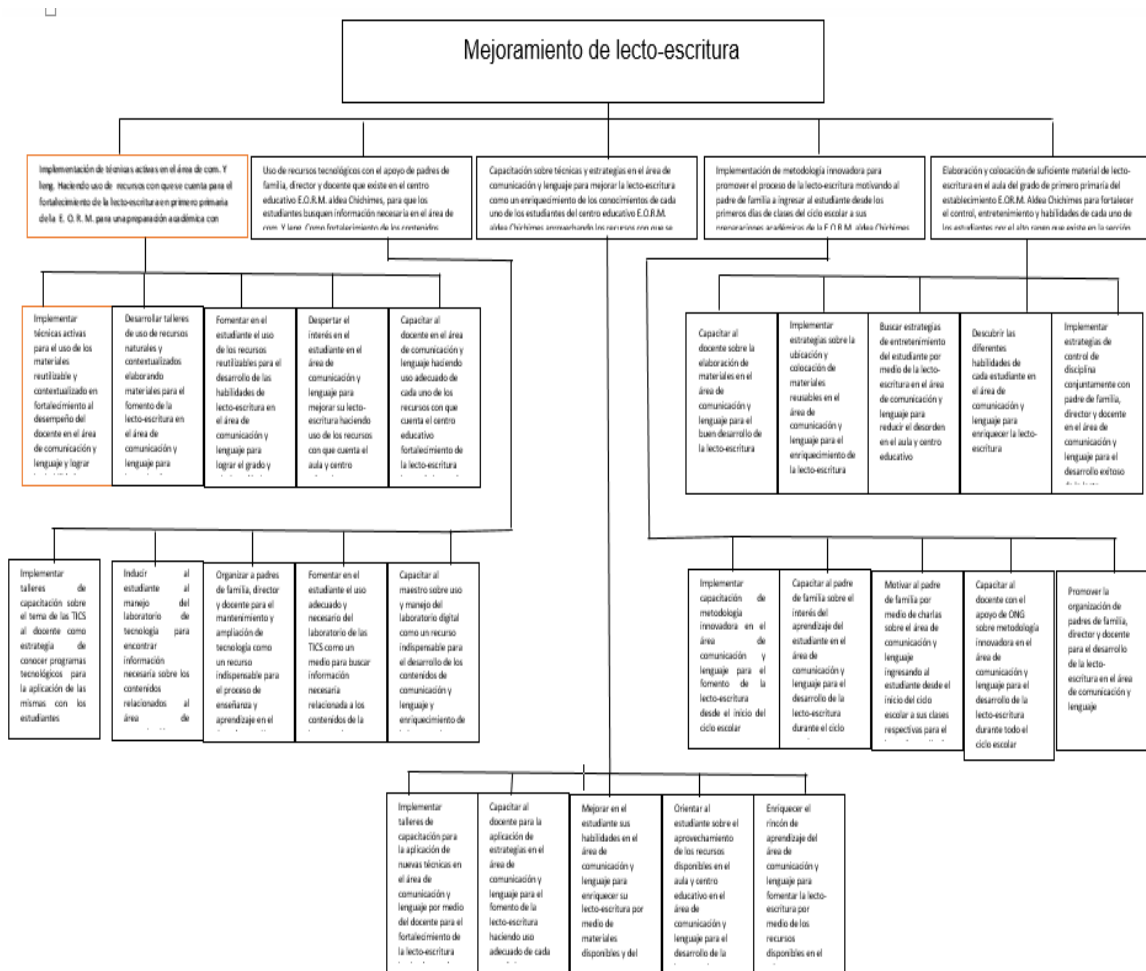 Mejoramiento de lecto-escritura
Implementación de técnicas activas en el área de com. Y
leng. Haciendo uso de recursos con que se cuenta para el
fortalecimiento de la lecto-escritura en primero primaria
de la E. O. R. M. para una preparación académica con
Uso de recursos tecnológicos con el apoyo de padres de
familia, director y docente que existe en el centro
educativo E.O.R.M. aldea Chichimes, para que los
estudiantes busquen información necesaria en el área de
com. Y leng. Como fortalecimiento de los contenidos
Capacitación sobre técnicas y estrategias en el área de
comunicación y lenguaje para mejorar la lecto-escritura
como un enriquecimiento de los conocimientos de cada
uno de los estudiantes del centro educativo E.O.R.M.
aldea Chichimes aprovechando los recursos con que se
Implementación de metodología innovadora para
promover el proceso de la lecto-escritura motivando al
padre de familia a ingresar al estudiante desde los
primeros días de clases del ciclo escolar a sus
preparaciones académicas de la E.O.R.M. aldea Chichimes
Elaboración y colocación de suficiente material de lecto-
escritura en el aula del grado de primero primaria del
establecimiento E.OR.M. Aldea Chichimes para fortalecer
el control, entretenimiento y habilidades de cada uno de
los estudiantes por el alto rango que existe en la sección
Implementar
técnicas activas
para el uso de los
materiales
reutilizable y
contextualizado en
fortalecimiento al
desempeño del
docente en el área
de comunicación y
lenguaje y lograr
Desarrollar talleres
de uso de recursos
naturales y
contextualizados
elaborando
materiales para el
fomento de la
lecto-escritura en
el área de
comunicación y
lenguaje para
Fomentar en el
estudiante el uso
de los recursos
reutilizables para el
desarrollo de las
habilidades de
lecto-escritura en
el área de
comunicación y
lenguaje para
lograr el grado y
Despertar el
interés en el
estudiante en el
área de
comunicación y
lenguaje para
mejorar su lecto-
escritura haciendo
uso de los recursos
con que cuenta el
aula y centro
Capacitar al
docente en el área
de comunicación y
lenguaje haciendo
uso adecuado de
cada uno de los
recursos con que
cuenta el centro
educativo
fortalecimiento de
la lecto-escritura
Capacitar al
docente sobre la
elaboración de
materiales en el
área de
comunicación y
lenguaje para el
buen desarrollo de
la lecto-escritura
Implementar
estrategias sobre la
ubicación y
colocación de
materiales
reusables en el
área de
comunicación y
lenguaje para el
enriquecimiento de
la lecto-escritura
Buscar estrategias
de entretenimiento
del estudiante por
medio de la lecto-
escritura en el área
de comunicación y
lenguaje para
reducir el desorden
en el aula y centro
educativo
Descubrir las
diferentes
habilidades de
cada estudiante en
el área de
comunicación y
lenguaje para
enriquecer la lecto-
escritura
Implementar
estrategias de
control de
disciplina
conjuntamente con
padre de familia,
director y docente
en el área de
comunicación y
lenguaje para el
desarrollo exitoso
Implementar
talleres de
capacitación sobre
el tema de las TICS
al docente como
estrategia de
conocer programas
tecnológicos para
la aplicación de las
mismas con los
estudiantes
Inducir al
estudiante al
manejo del
laboratorio de
tecnología para
encontrar
información
necesaria sobre los
contenidos
relacionados al
área de
Organizar a padres
de familia, director
y docente para el
mantenimiento y
ampliación de
tecnología como
un recurso
indispensable para
el proceso de
enseñanza y
aprendizaje en el
Fomentar en el
estudiante el uso
adecuado y
necesario del
laboratorio de las
TICS como un
medio para buscar
información
necesaria
relacionada a los
contenidos de la
Capacitar al
maestro sobre uso
y manejo del
laboratorio digital
como un recurso
indispensable para
el desarrollo de los
contenidos de
comunicación y
lenguaje y
enriquecimiento de
Implementar
capacitación de
metodología
innovadora en el
área de
comunicación y
lenguaje para el
fomento de la
lecto-escritura
desde el inicio del
ciclo escolar
Capacitar al padre
de familia sobre el
interés del
aprendizaje del
estudiante en el
área de
comunicación y
lenguaje para el
desarrollo de la
lecto-escritura
durante el ciclo
Motivar al padre
de familia por
medio de charlas
sobre el área de
comunicación y
lenguaje
ingresando al
estudiante desde el
inicio del ciclo
escolar a sus clases
respectivas para el
Capacitar al
docente con el
apoyo de ONG
sobre metodología
innovadora en el
área de
comunicación y
lenguaje para el
desarrollo de la
lecto-escritura
durante todo el
ciclo escolar
Promover la
organización de
padres de familia,
director y docente
para el desarrollo
de la lecto-
escritura en el área
de comunicación y
lenguaje
Implementar
talleres de
capacitación para
la aplicación de
nuevas técnicas en
el área de
comunicación y
lenguaje por medio
del docente para el
fortalecimiento de
la lecto-escritura
Capacitar al
docente para la
aplicación de
estrategias en el
área de
comunicación y
lenguaje para el
fomento de la
lecto-escritura
haciendo uso
adecuado de cada
Mejorar en el
estudiante sus
habilidades en el
área de
comunicación y
lenguaje para
enriquecer su
lecto-escritura por
medio de
materiales
disponibles y del
Orientar al
estudiante sobre el
aprovechamiento
de los recursos
disponibles en el
aula y centro
educativo en el
área de
comunicación y
lenguaje para el
desarrollo de la
Enriquecer el
rincón de
aprendizaje del
área de
comunicación y
lenguaje para
fomentar la lecto-
escritura por
medio de los
recursos
disponibles en el